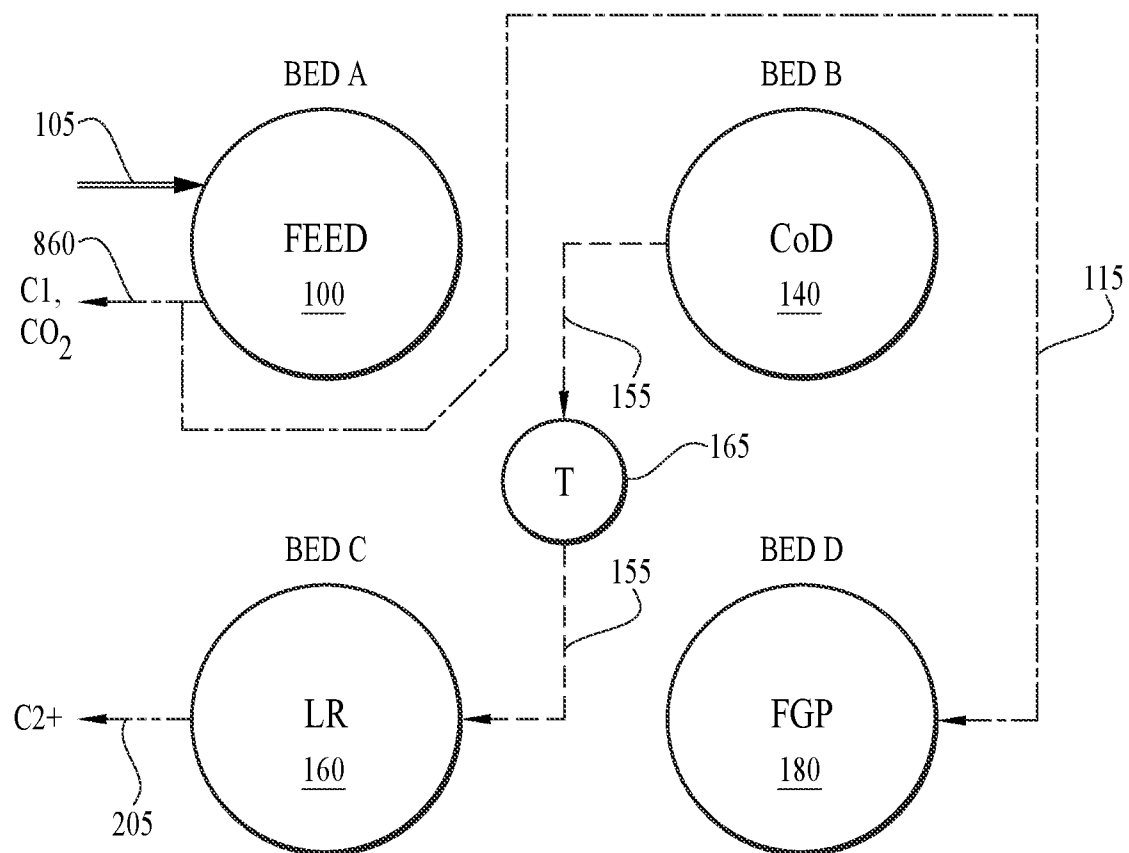 BED A
BED B
105
FEED
100
860
C1,
CO2
CoD
140
115
155
165
T
BED C
BED D
155
LR
160
C2+
205
FGP
180